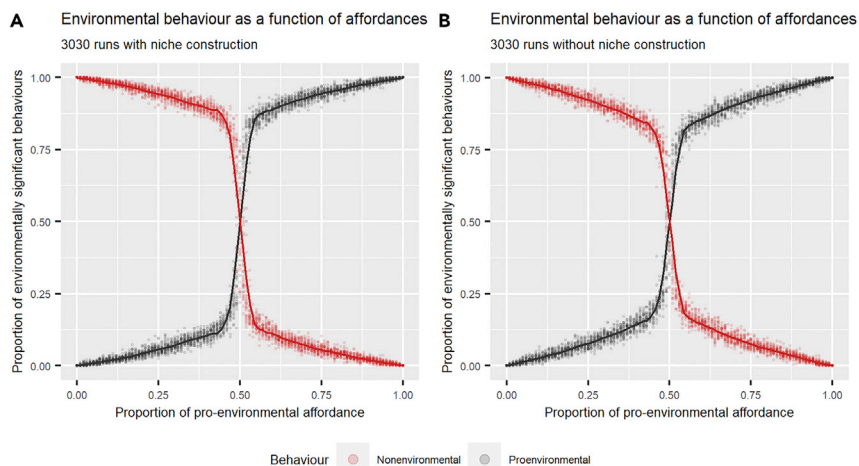 A
Environmental behaviour as a function of affordances
3030 runs with niche construction
Proportion of environmentally significant behaviours
1.00
0.75
0.50
0.25
0.00
0.00 0.25 0.50 0.75 1.00
Proportion of pro-environmental affordance
B
Environmental behaviour as a function of affordances
3030 runs without niche construction
Proportion of environmentally significant behaviours
1.00
0.75
0.50
0.25
0.00
0.00 0.25 0.50 0.75 1.00
Proportion of pro-environmental affordance
Behaviour Nonenvironmental Proenvironmental